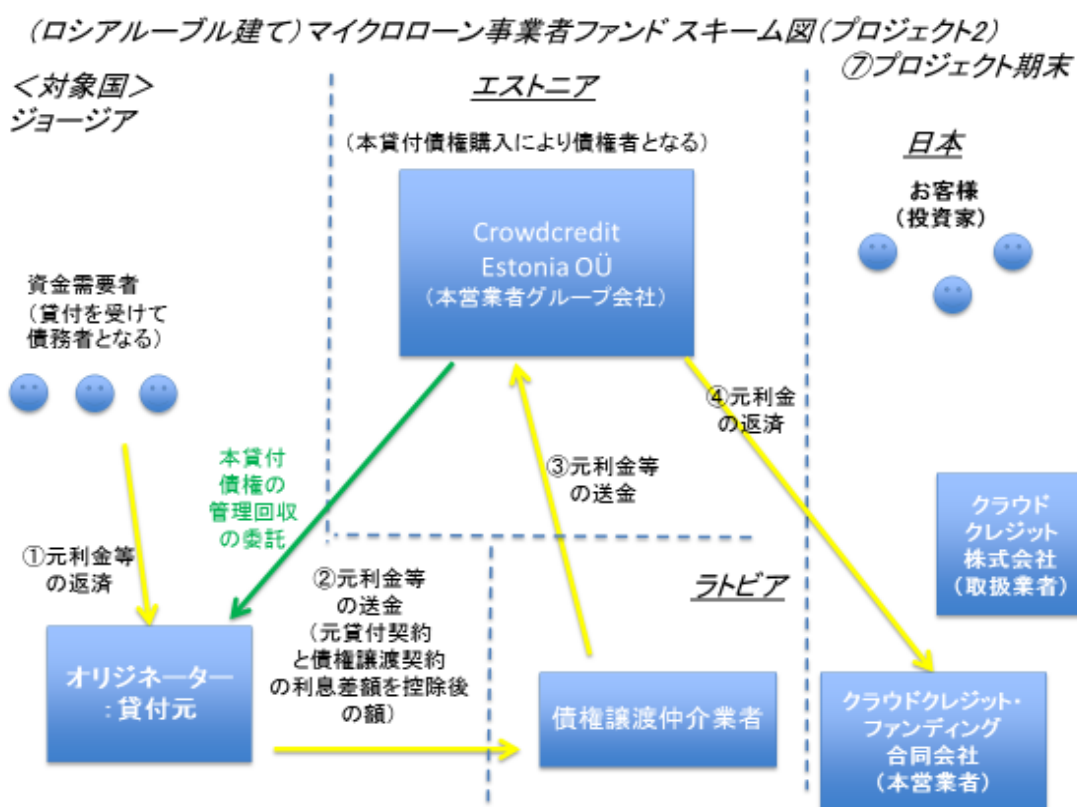 (ロシアルーブル建て)マイクロローン事業者ファンド スキーム図(プロジェクト2)
⑦プロジェクト期末
<対象国>
ジョージア
エストニア
(本貸付債権購入により債権者となる)
日本
お客様
(投資家)
Crowdcredit
Estonia OÜ
(本営業者グループ会社)
資金需要者
(貸付を受けて
債務者となる)
④元利金
の返済
本貸付
債権の
管理回収
の委託
③元利金等
の送金
クラウド
クレジット
株式会社
(取扱業者)
①元利金等
の返済
②元利金等
の送金
(元貸付契約
と債権譲渡契約
の利息差額を控除後
の額)
ラトビア
オリジネーター
:貸付元
債権譲渡仲介業者
クラウドクレジット・
ファンディング
合同会社
(本営業者)